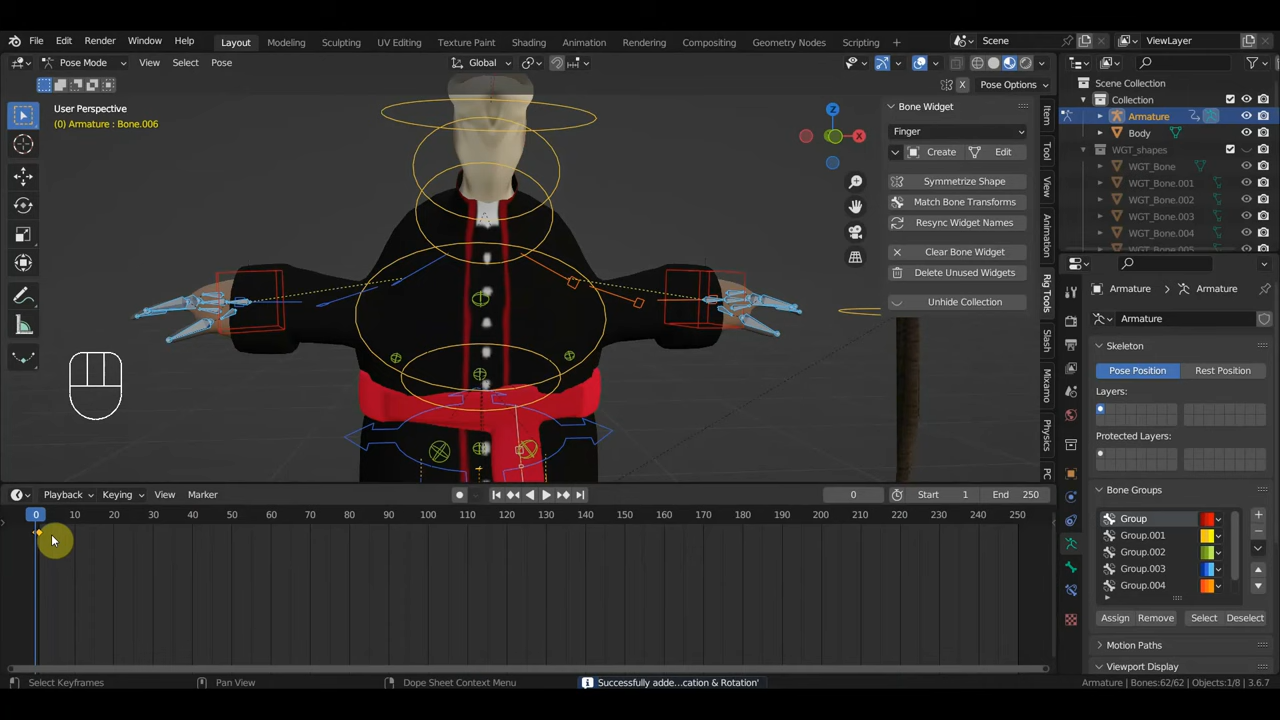 File Edit Render Window Help Layout Modeling Sculpting UV Editing Texture Paint Shading Animation Rendering Compositing Geometry Nodes Scripting + Scene ViewLayer
Pose Mode View Select Pose Global
X Pose Options
User Perspective
(0) Armature : Bone.006
Z
X
Bone Widget
Finger
Create Edit
Symmetrize Shape
Match Bone Transforms
Resync Widget Names
Clear Bone Widget
Delete Unused Widgets
Unhide Collection
Item
Tool
View
Animation
Rig Tools
Slash
Mixamo
Physics
PC
Scene Collection
Collection
Armature
Body
WGT_shapes
WGT_Bone
WGT_Bone.001
WGT_Bone.002
WGT_Bone.003
WGT_Bone.004
Armature Armature
Armature
Skeleton
Pose Position Rest Position
Layers:
Protected Layers:
Bone Groups
Group
Group.001
Group.002
Group.003
Group.004
Assign Remove Select Deselect
Motion Paths
Viewport Display
Playback Keying View Marker 0 Start 1 End 250
0 10 20 30 40 50 60 70 80 90 100 110 120 130 140 150 160 170 180 190 200 210 220 230 240 250
Select Keyframes Pan View Dope Sheet Context Menu Successfully adde...cation & Rotation' Armature | Bones:62/62 | Objects:1/8 | 3.6.7